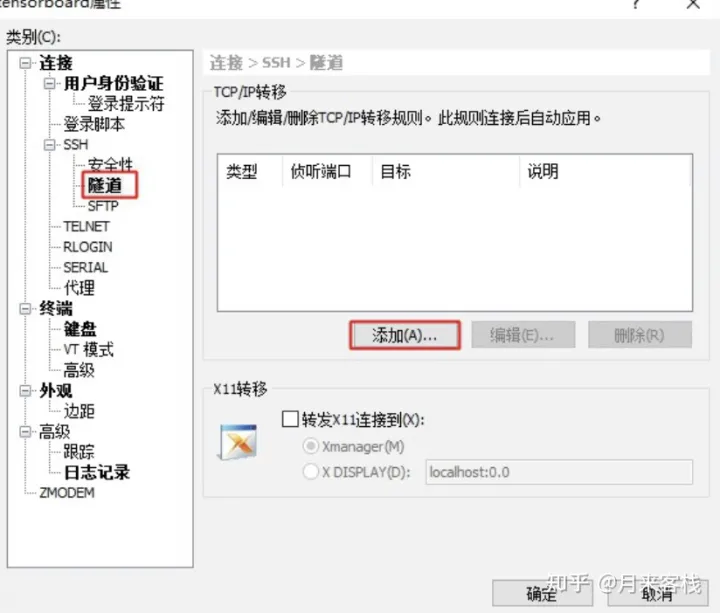 tensorboard属性
类别(C):
连接
用户身份验证
登录提示符
登录脚本
SSH
安全性
隧道
SFTP
TELNET
RLOGIN
SERIAL
代理
终端
键盘
VT 模式
高级
外观
边距
高级
跟踪
日志记录
ZMODEM
连接 > SSH > 隧道
TCP/IP转移
添加/编辑/删除TCP/IP转移规则。此规则连接后自动应用。
类型 侦听端口 目标 说明
添加(A)... 编辑(E)... 删除(R)
X11转移
转发X11连接到(X):
Xmanager(M)
X DISPLAY(D): localhost:0.0
确定 取消
知乎 @月来客栈